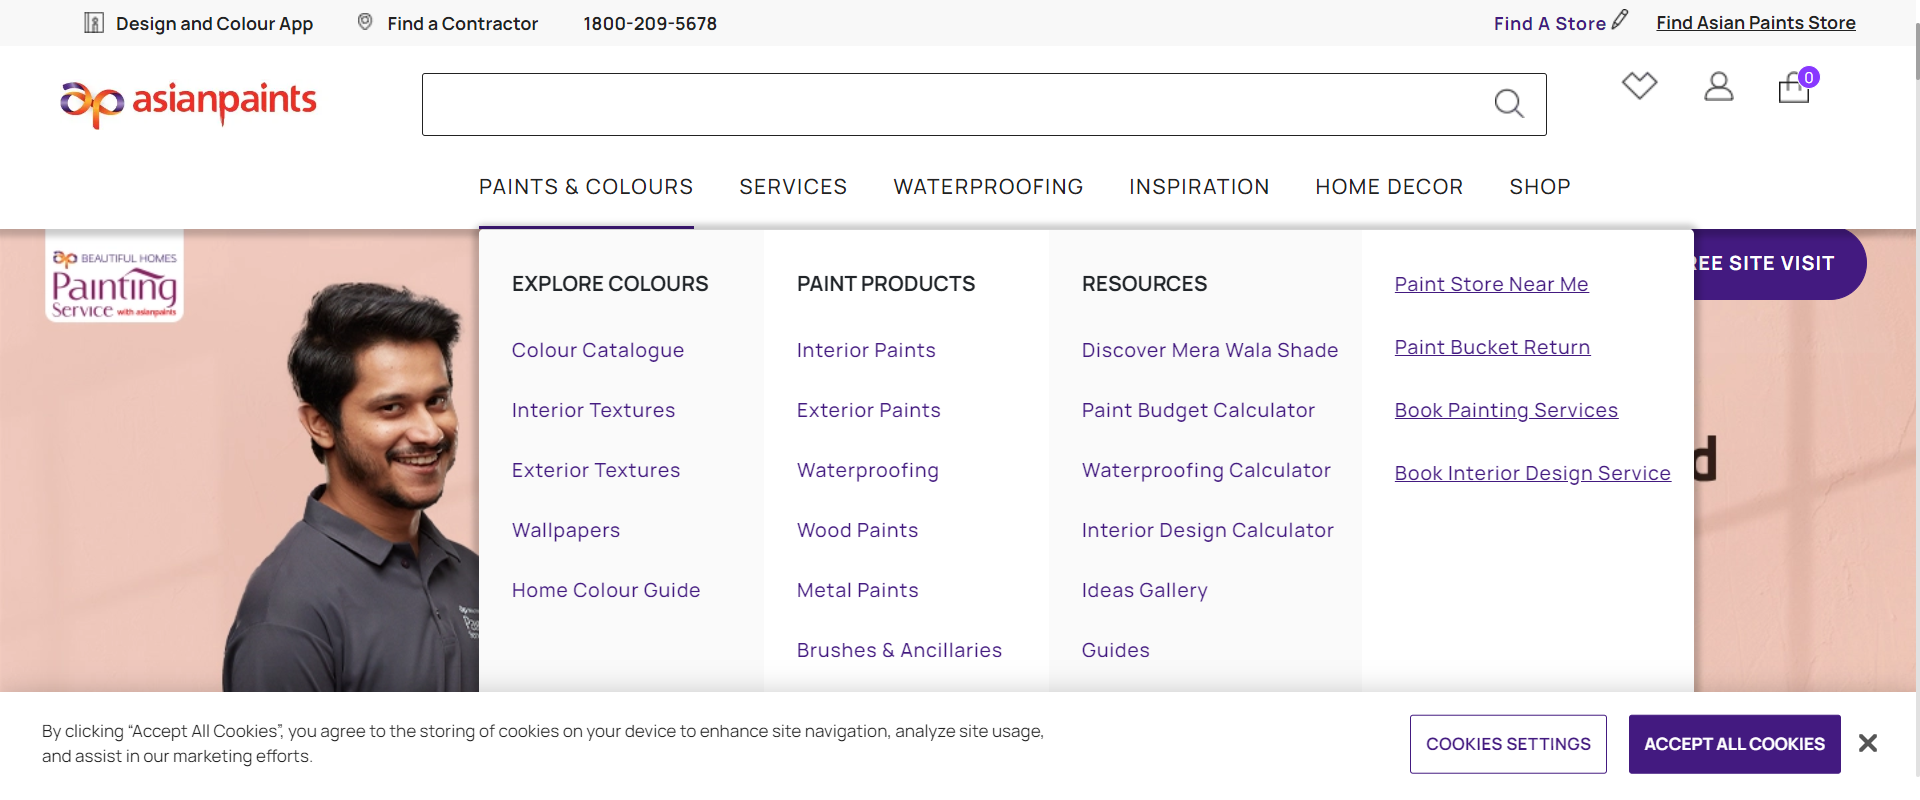 Design and Colour App
Find a Contractor
1800-209-5678
Find A Store
Find Asian Paints Store
asianpaints
0
PAINTS & COLOURS
SERVICES
WATERPROOFING
INSPIRATION
HOME DECOR
SHOP
BEAUTIFUL HOMES
Painting
Service with asianpaints
EXPLORE COLOURS
Colour Catalogue
Interior Textures
Exterior Textures
Wallpapers
Home Colour Guide
PAINT PRODUCTS
Interior Paints
Exterior Paints
Waterproofing
Wood Paints
Metal Paints
Brushes & Ancillaries
RESOURCES
Discover Mera Wala Shade
Paint Budget Calculator
Waterproofing Calculator
Interior Design Calculator
Ideas Gallery
Guides
Paint Store Near Me
Paint Bucket Return
Book Painting Services
Book Interior Design Service
REE SITE VISIT
d
By clicking “Accept All Cookies”, you agree to the storing of cookies on your device to enhance site navigation, analyze site usage,
and assist in our marketing efforts.
COOKIES SETTINGS
ACCEPT ALL COOKIES